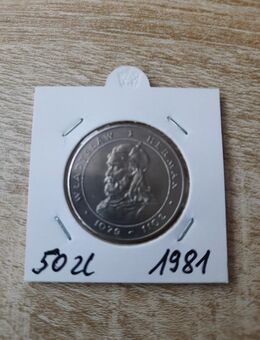 WŁADYSŁAW I HERMAN
1079 · 1102
50 zł 1981